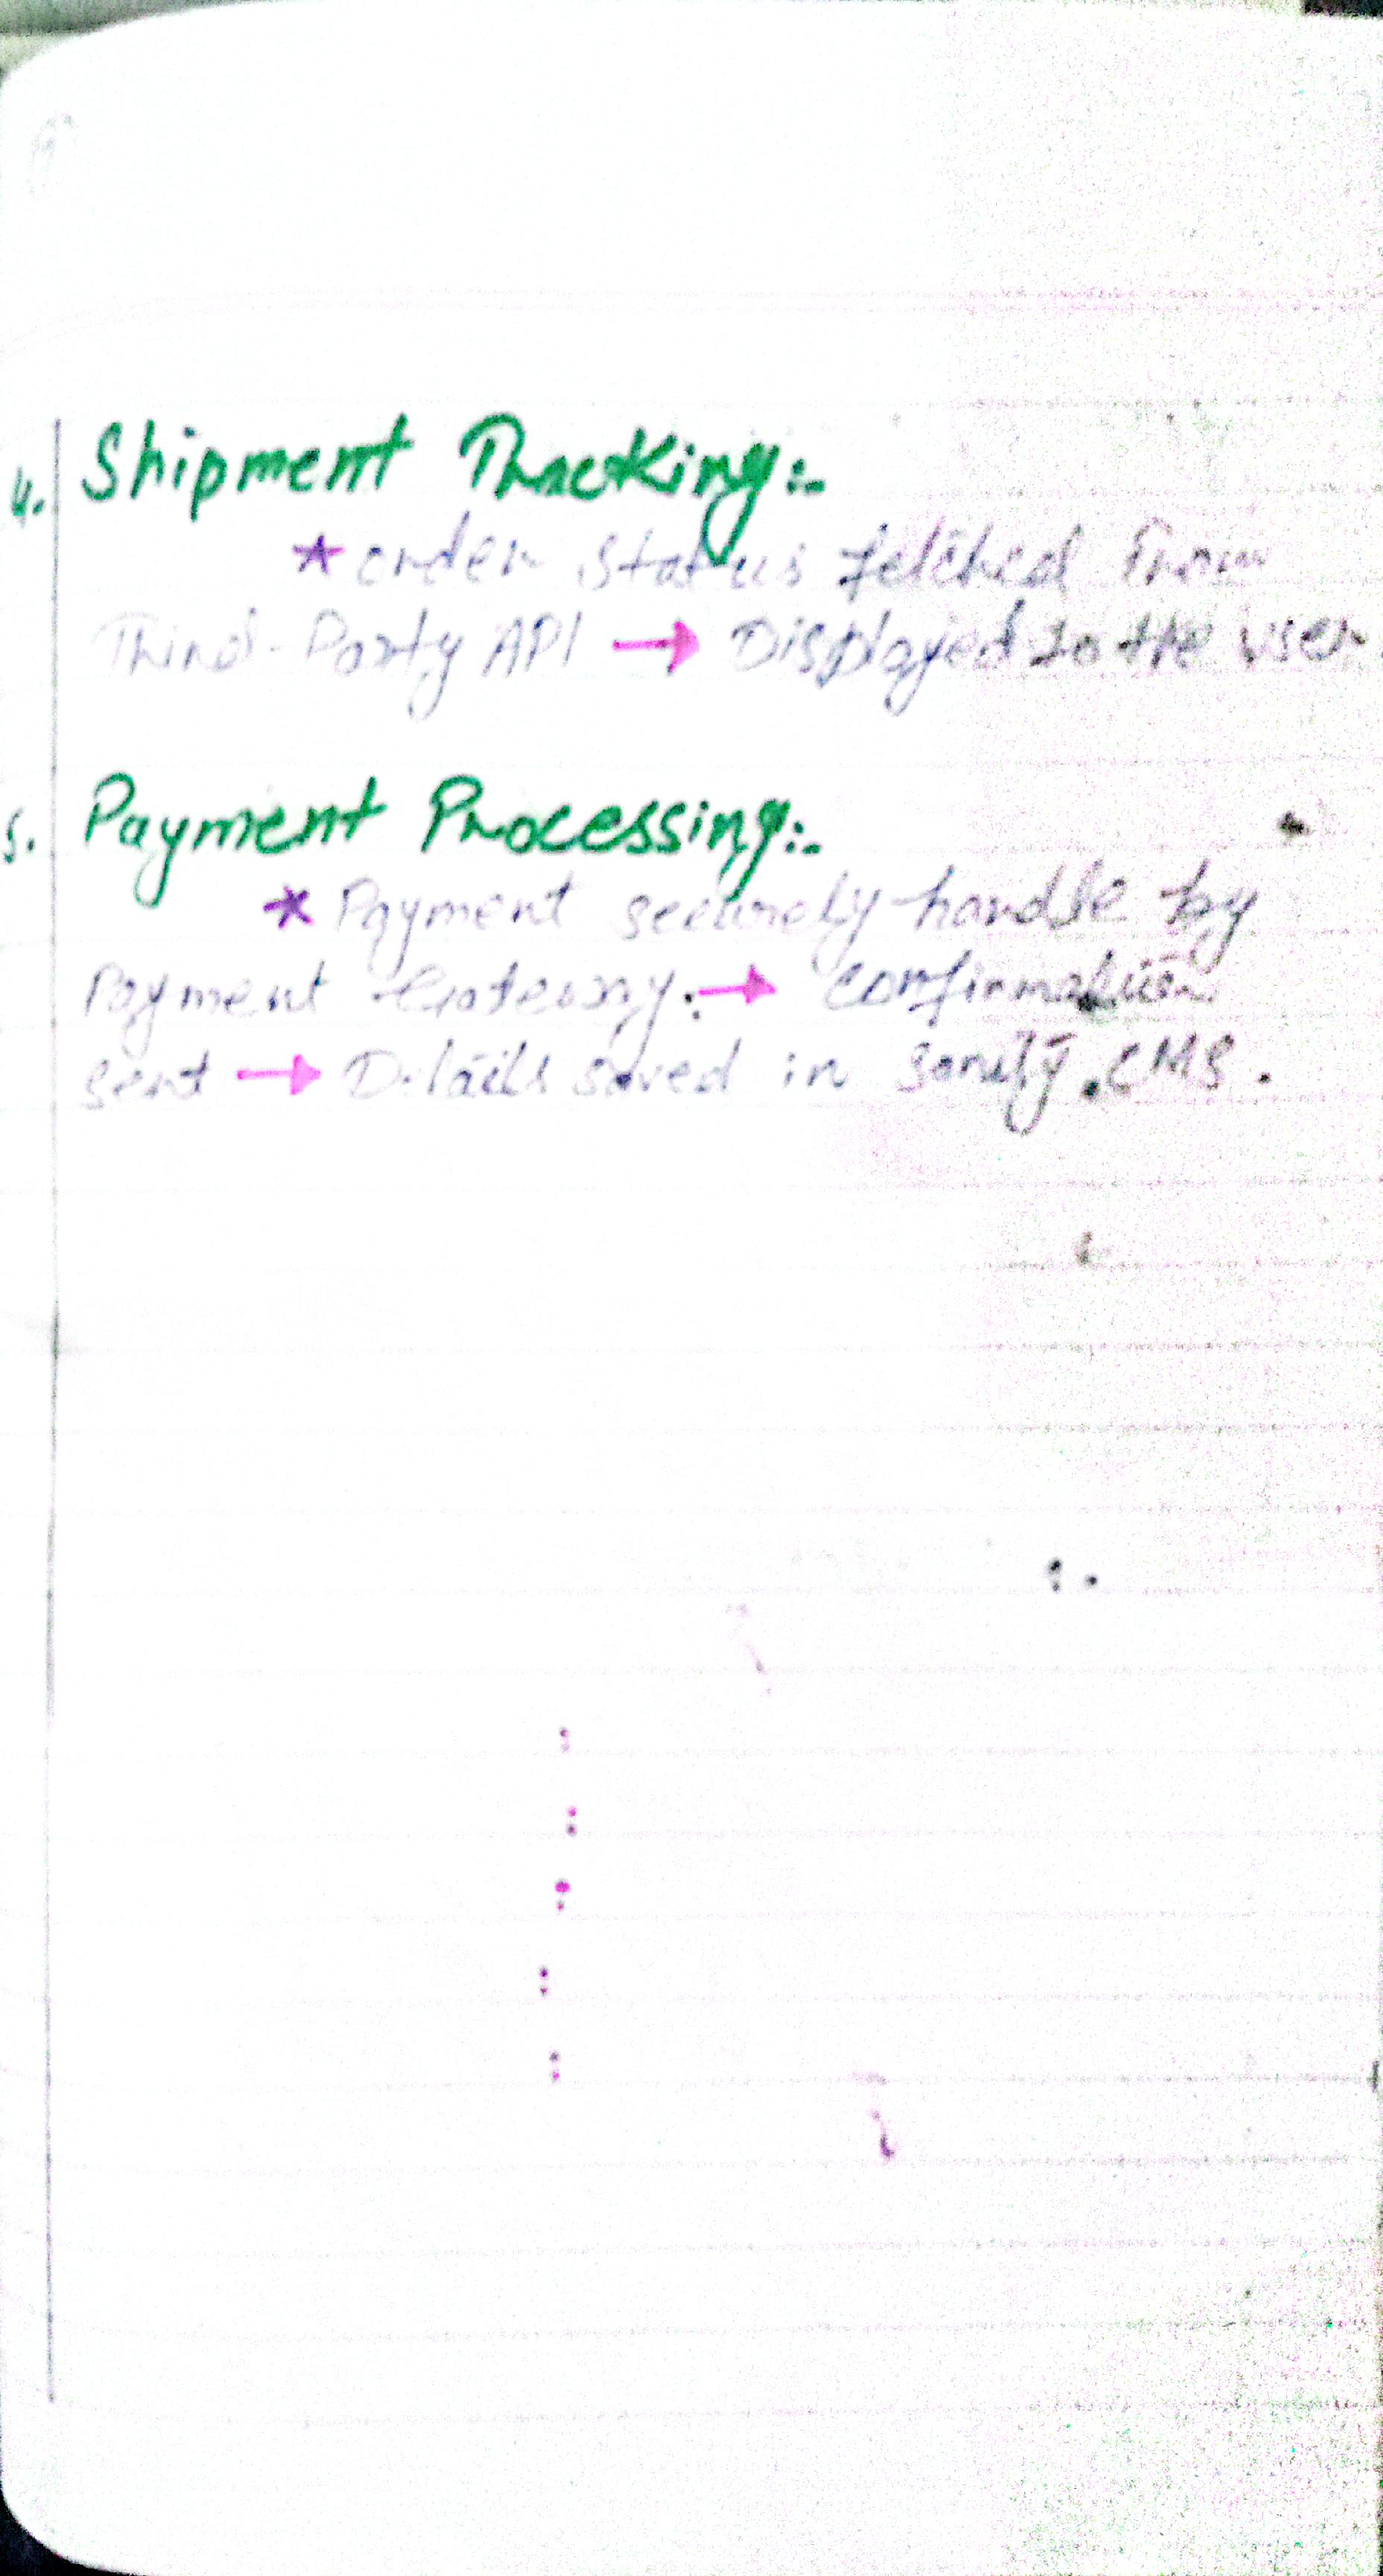 4. Shipment Tracking:-
* order status fetched from
Third-Party API → Displayed to the user.
5. Payment Processing:-
* Payment securely handle by
Payment Gateway. → confirmation
sent → Details saved in Sanity.CMS.